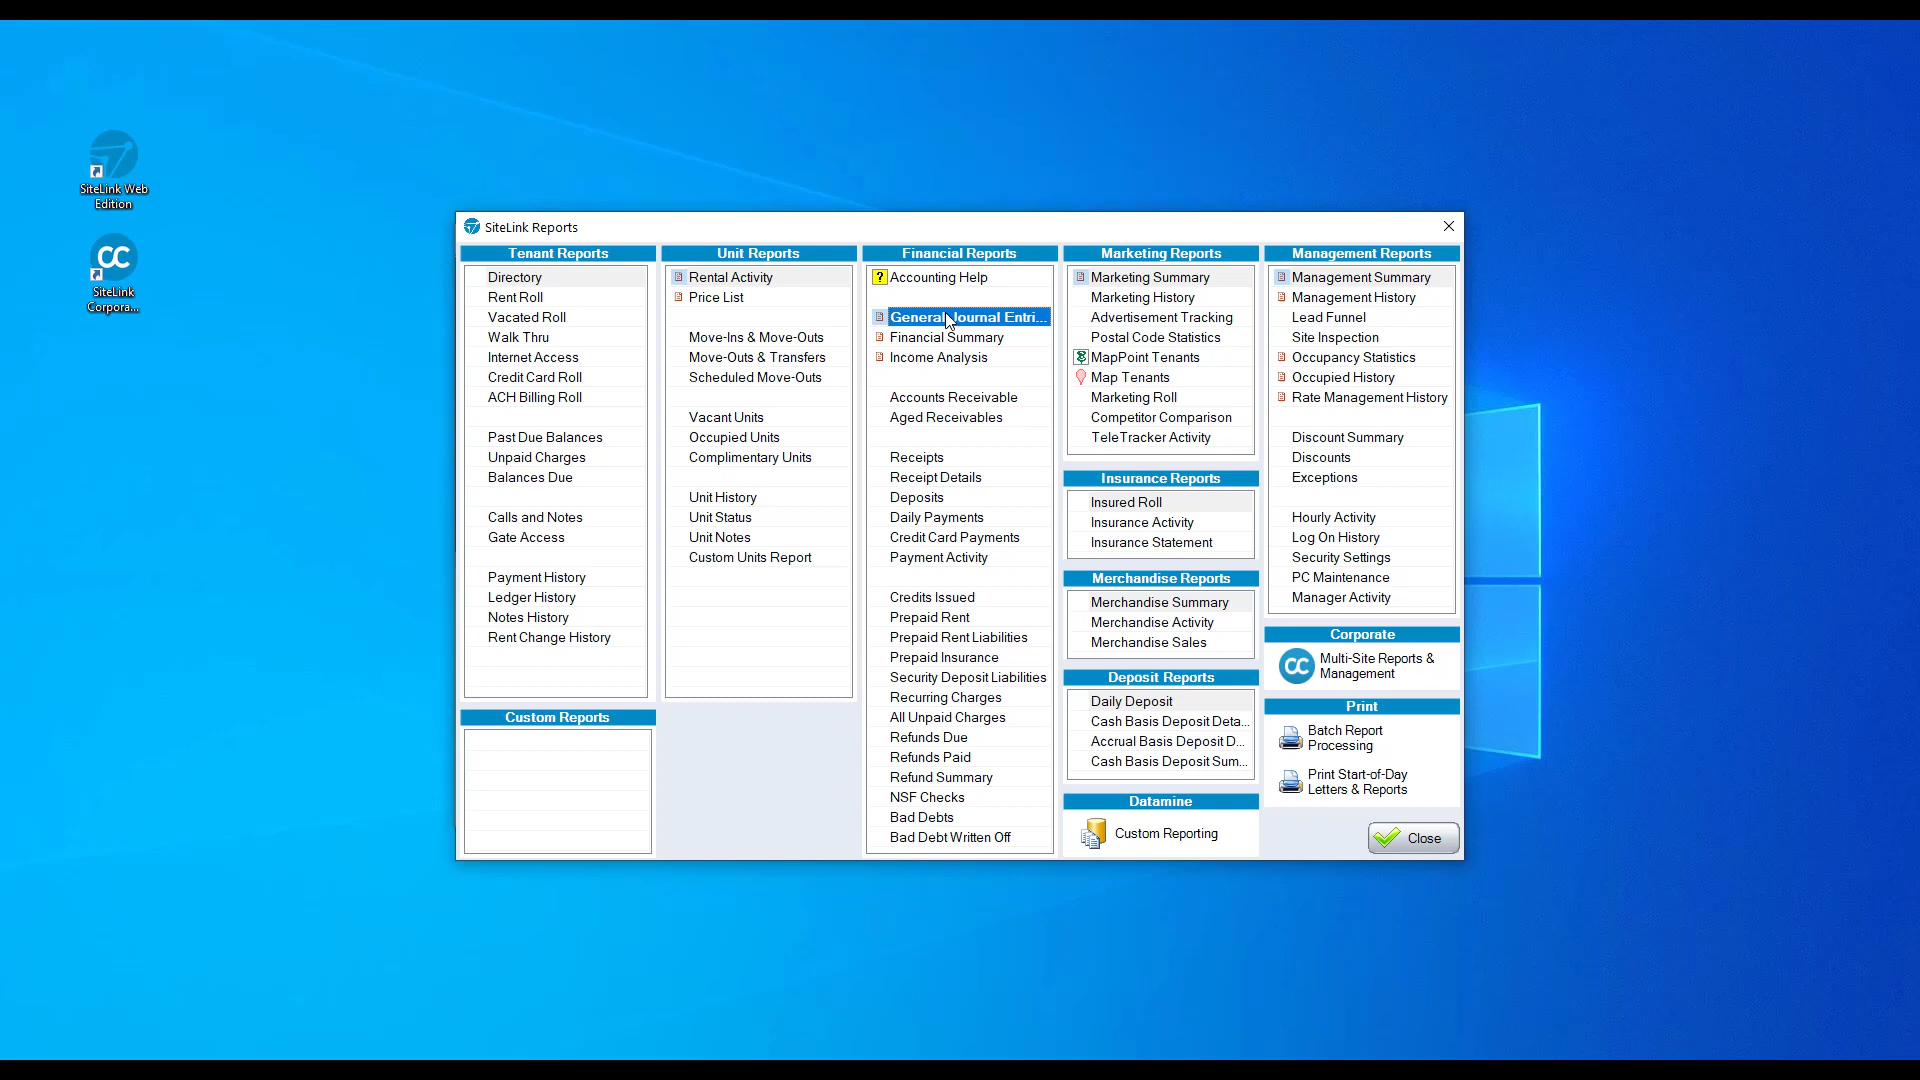 SiteLink Web
Edition
CC
SiteLink
Corpora...
SiteLink Reports
Tenant Reports
Directory
Rent Roll
Vacated Roll
Walk Thru
Internet Access
Credit Card Roll
ACH Billing Roll
Past Due Balances
Unpaid Charges
Balances Due
Calls and Notes
Gate Access
Payment History
Ledger History
Notes History
Rent Change History
Custom Reports
Unit Reports
Rental Activity
Price List
Move-Ins & Move-Outs
Move-Outs & Transfers
Scheduled Move-Outs
Vacant Units
Occupied Units
Complimentary Units
Unit History
Unit Status
Unit Notes
Custom Units Report
Financial Reports
? Accounting Help
General Journal Entri...
Financial Summary
Income Analysis
Accounts Receivable
Aged Receivables
Receipts
Receipt Details
Deposits
Daily Payments
Credit Card Payments
Payment Activity
Credits Issued
Prepaid Rent
Prepaid Rent Liabilities
Prepaid Insurance
Security Deposit Liabilities
Recurring Charges
All Unpaid Charges
Refunds Due
Refunds Paid
Refund Summary
NSF Checks
Bad Debts
Bad Debt Written Off
Marketing Reports
Marketing Summary
Marketing History
Advertisement Tracking
Postal Code Statistics
MapPoint Tenants
Map Tenants
Marketing Roll
Competitor Comparison
TeleTracker Activity
Insurance Reports
Insured Roll
Insurance Activity
Insurance Statement
Merchandise Reports
Merchandise Summary
Merchandise Activity
Merchandise Sales
Deposit Reports
Daily Deposit
Cash Basis Deposit Deta...
Accrual Basis Deposit D...
Cash Basis Deposit Sum...
Datamine
Custom Reporting
Management Reports
Management Summary
Management History
Lead Funnel
Site Inspection
Occupancy Statistics
Occupied History
Rate Management History
Discount Summary
Discounts
Exceptions
Hourly Activity
Log On History
Security Settings
PC Maintenance
Manager Activity
Corporate
CC
Multi-Site Reports &
Management
Print
Batch Report
Processing
Print Start-of-Day
Letters & Reports
Close